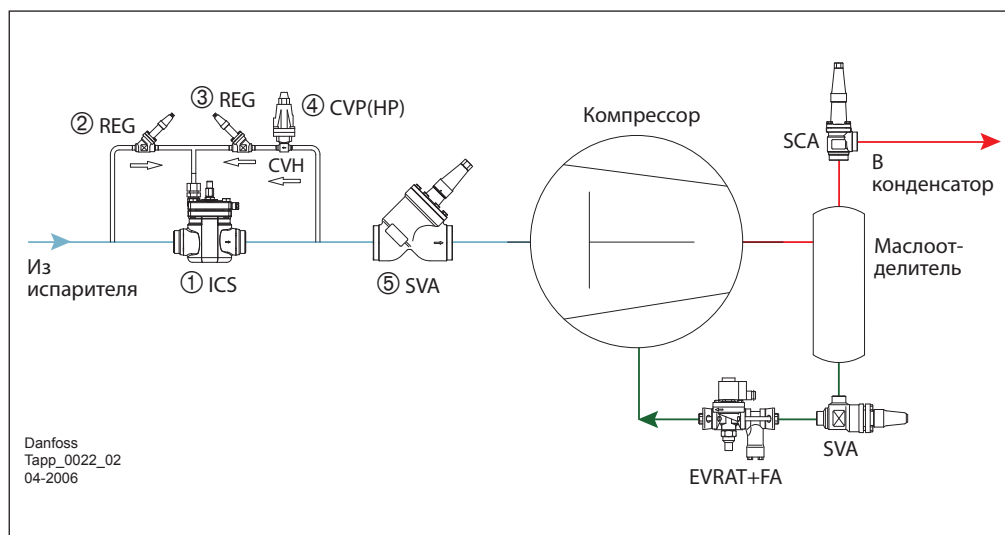 ② REG
③ REG
④ CVP(HP)
CVH
Компрессор
SCA
В
конденсатор
Из
испарителя
① ICS
⑤ SVA
Маслоот-
делитель
EVRAT+FA
SVA
Danfoss
Tapp_0022_02
04-2006